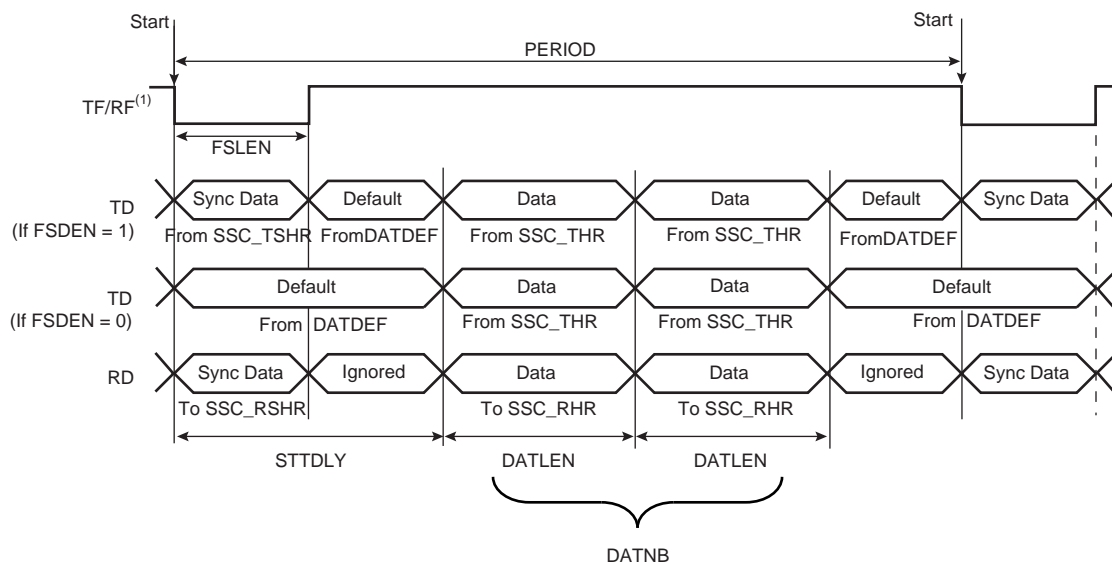 Start
Start
PERIOD
TF/RF(1)
FSLEN
TD
(If FSDEN = 1)
Sync Data
Default
Data
Data
Default
Sync Data
From SSC_TSHR
FromDATDEF
From SSC_THR
From SSC_THR
FromDATDEF
TD
(If FSDEN = 0)
Default
Data
Data
Default
From DATDEF
From SSC_THR
From SSC_THR
From DATDEF
RD
Sync Data
Ignored
Data
Data
Ignored
Sync Data
To SSC_RSHR
To SSC_RHR
To SSC_RHR
STTDLY
DATLEN
DATLEN
DATNB